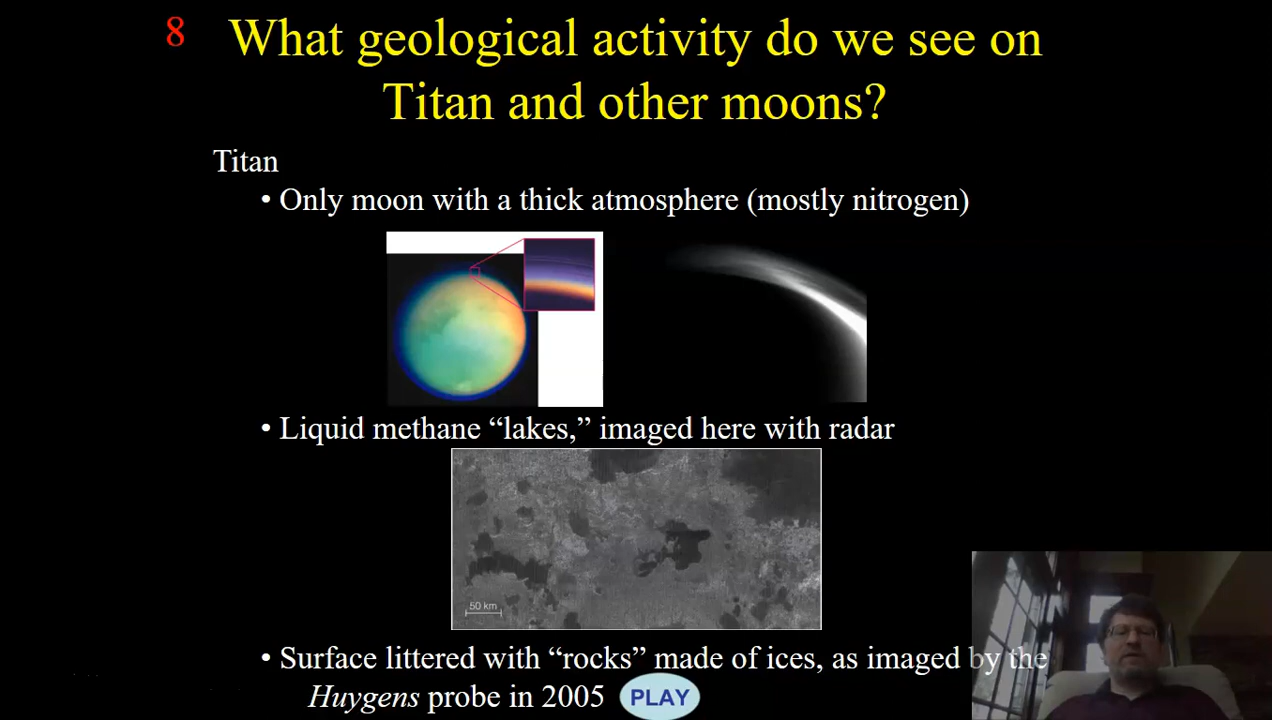 8
What geological activity do we see on
Titan and other moons?
Titan
• Only moon with a thick atmosphere (mostly nitrogen)
• Liquid methane “lakes,” imaged here with radar
50 km
• Surface littered with “rocks” made of ices, as imaged by the
Huygens probe in 2005 PLAY